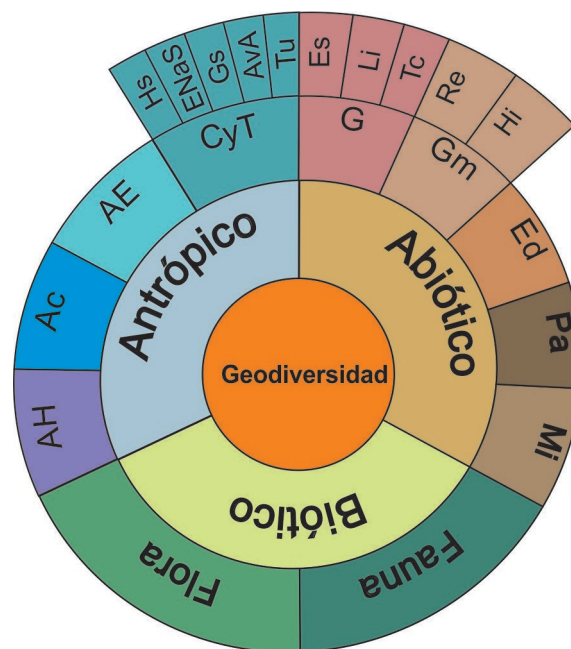 Hs
ENaS
Gs
AvA
Tu
Es
Li
Tc
Re
Hi
CyT
G
Gm
AE
Ed
Ac
Pa
AH
Mi
Antrópico
Abiótico
Geodiversidad
Biótico
Flora
Fauna